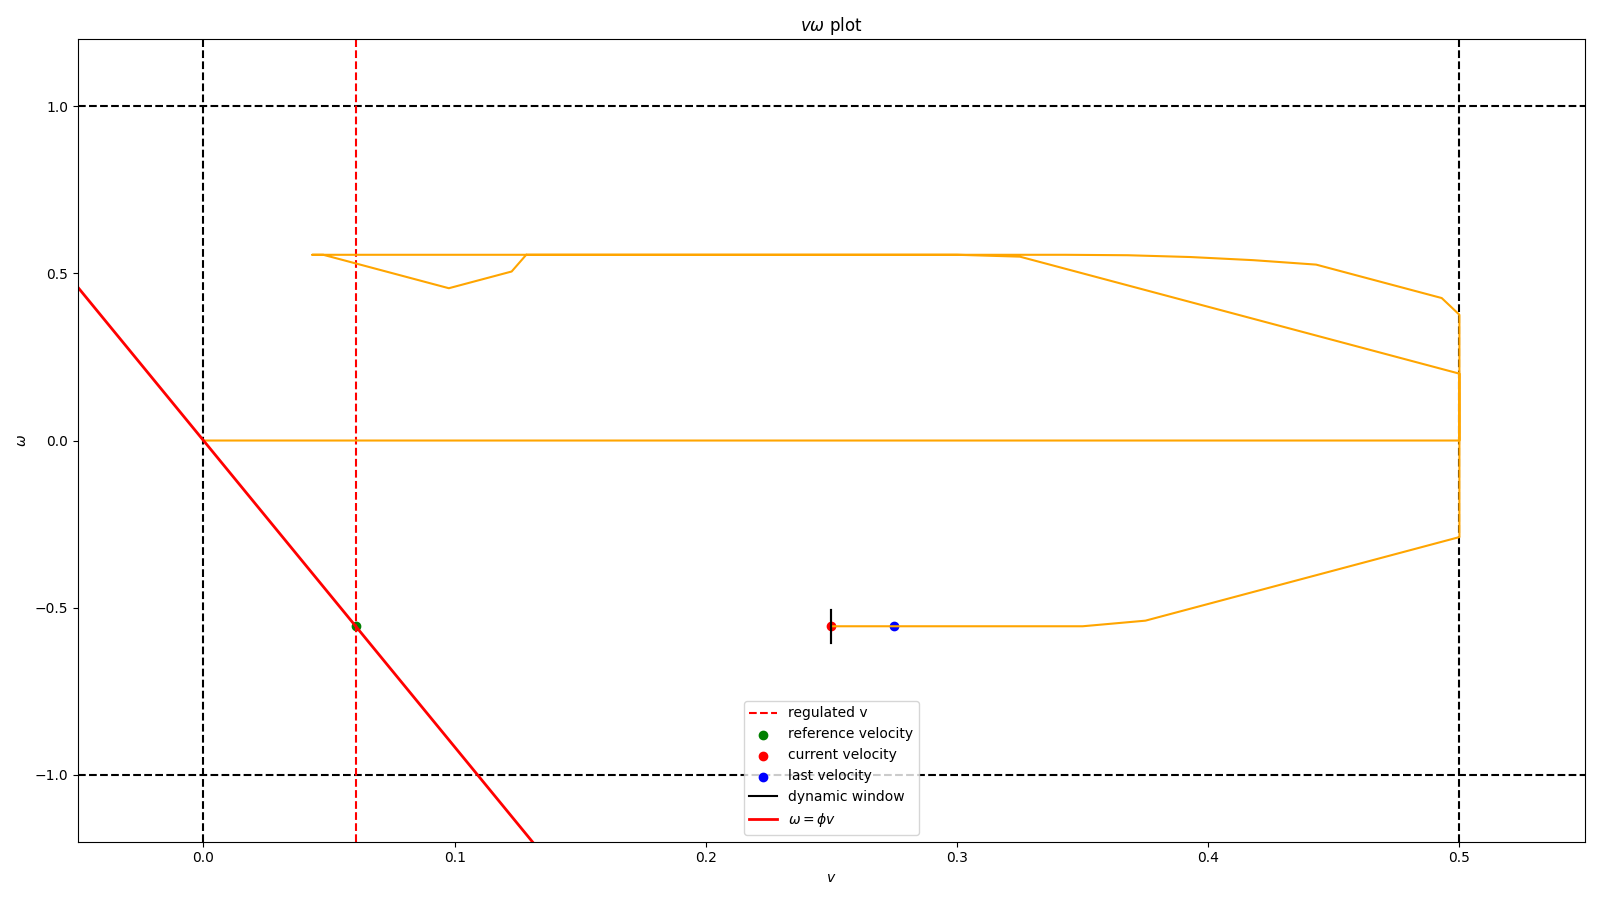 vω plot
1.0
0.5
0.0
−0.5
−1.0
ω
regulated v
reference velocity
current velocity
last velocity
dynamic window
ω = ϕv
0.0 0.1 0.2 0.3 0.4 0.5
v